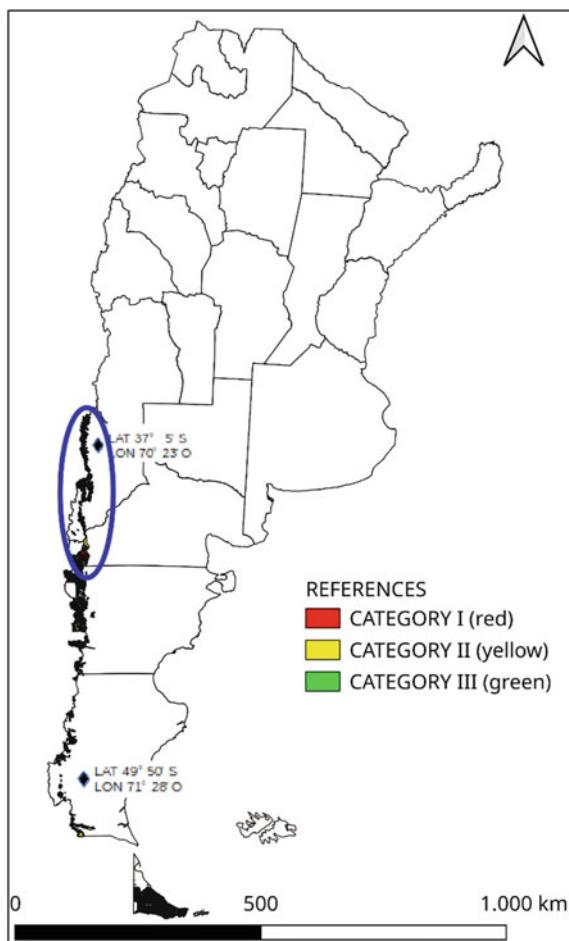 LAT 37° 5' S
LON 70° 23' O
REFERENCES
CATEGORY I (red)
CATEGORY II (yellow)
CATEGORY III (green)
LAT 49° 50' S
LON 71° 28' O
0 500 1.000 km